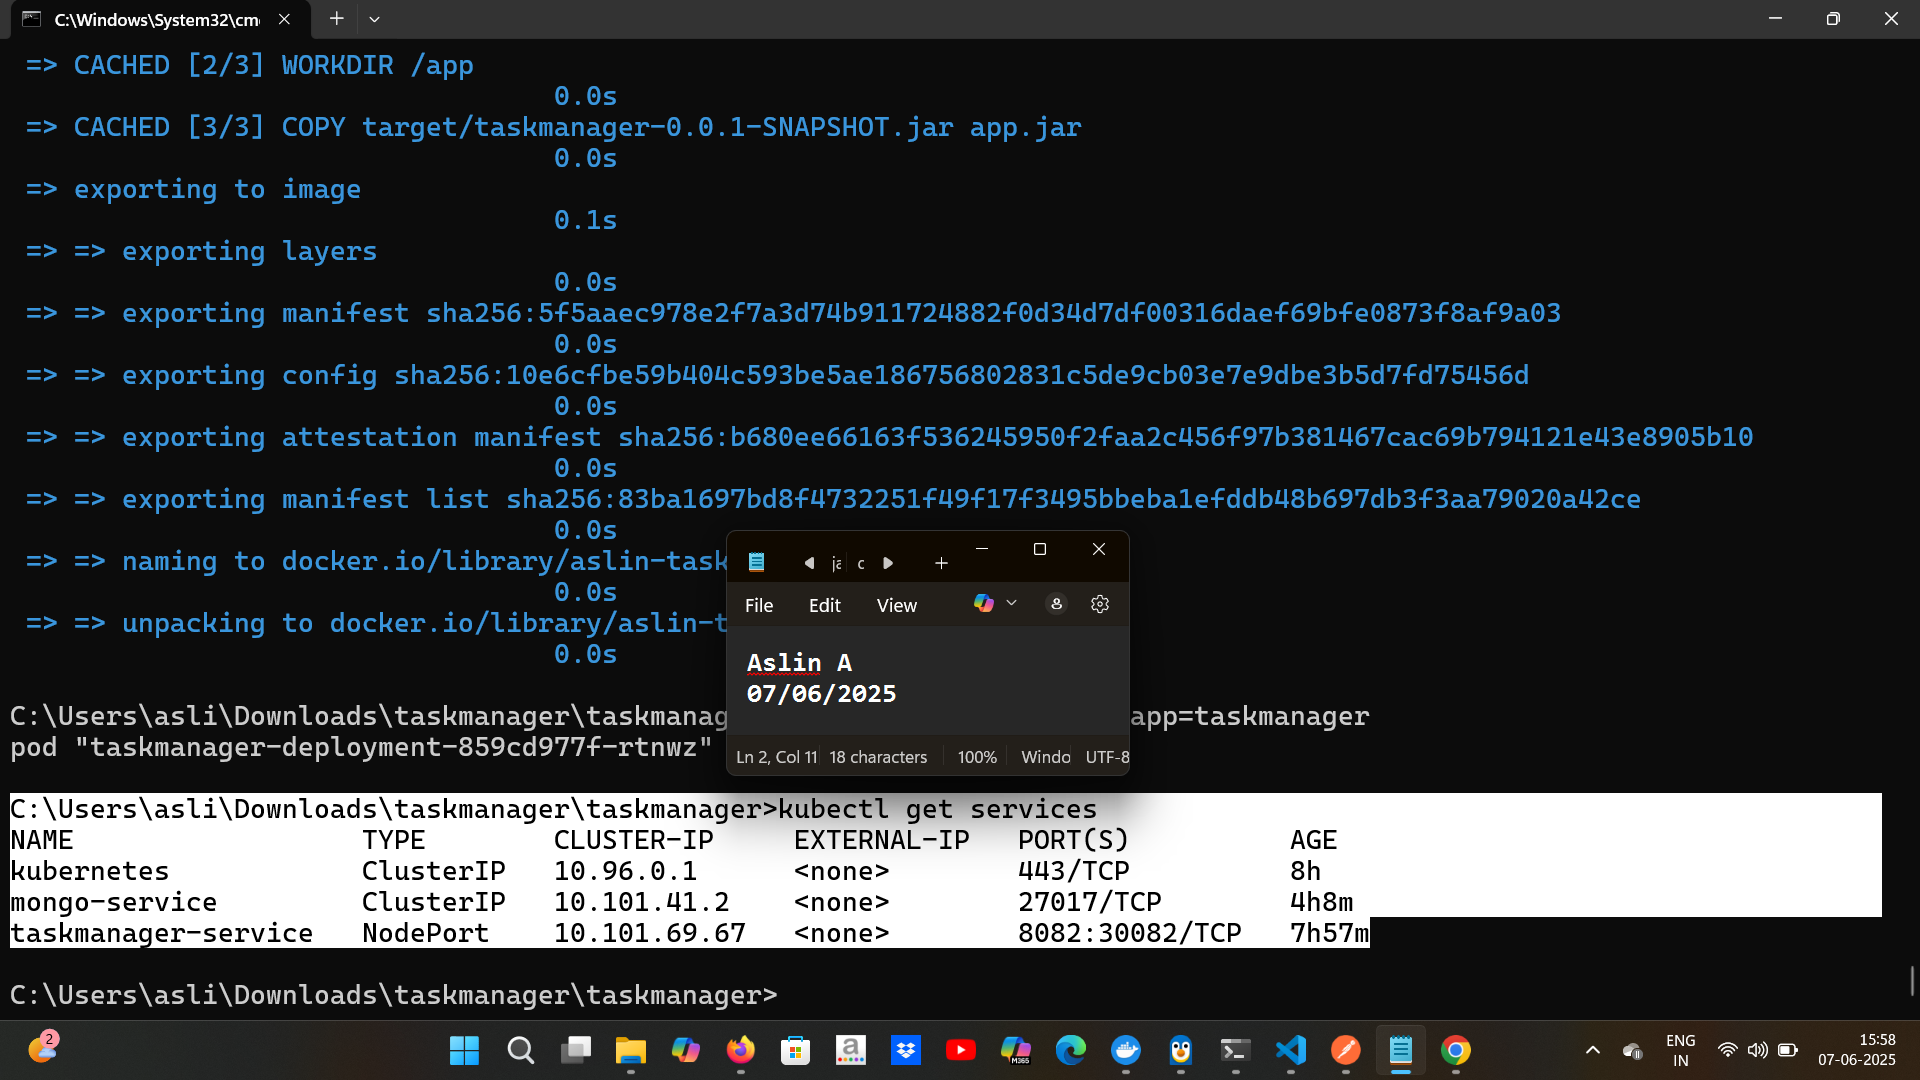 C:\Windows\System32\cm
=> CACHED [2/3] WORKDIR /app
0.0s
=> CACHED [3/3] COPY target/taskmanager-0.0.1-SNAPSHOT.jar app.jar
0.0s
=> exporting to image
0.1s
=> => exporting layers
0.0s
=> => exporting manifest sha256:5f5aaec978e2f7a3d74b911724882f0d34d7df00316daef69bfe0873f8af9a03
0.0s
=> => exporting config sha256:10e6cfbe59b404c593be5ae186756802831c5de9cb03e7e9dbe3b5d7fd75456d
0.0s
=> => exporting attestation manifest sha256:b680ee66163f536245950f2faa2c456f97b381467cac69b794121e43e8905b10
0.0s
=> => exporting manifest list sha256:83ba1697bd8f4732251f49f17f3495bbeba1efddb48b697db3f3aa79020a42ce
0.0s
=> => naming to docker.io/library/aslin-task
0.0s
=> => unpacking to docker.io/library/aslin-t
0.0s
File Edit View
Aslin A
07/06/2025
Ln 2, Col 11 18 characters 100% Windo UTF-8
C:\Users\asli\Downloads\taskmanager\taskmanag app=taskmanager
pod "taskmanager-deployment-859cd977f-rtnwz"
C:\Users\asli\Downloads\taskmanager\taskmanager>kubectl get services
NAME TYPE CLUSTER-IP EXTERNAL-IP PORT(S) AGE
kubernetes ClusterIP 10.96.0.1 <none> 443/TCP 8h
mongo-service ClusterIP 10.101.41.2 <none> 27017/TCP 4h8m
taskmanager-service NodePort 10.101.69.67 <none> 8082:30082/TCP 7h57m
C:\Users\asli\Downloads\taskmanager\taskmanager>
2
a
M365
ENG
IN
15:58
07-06-2025